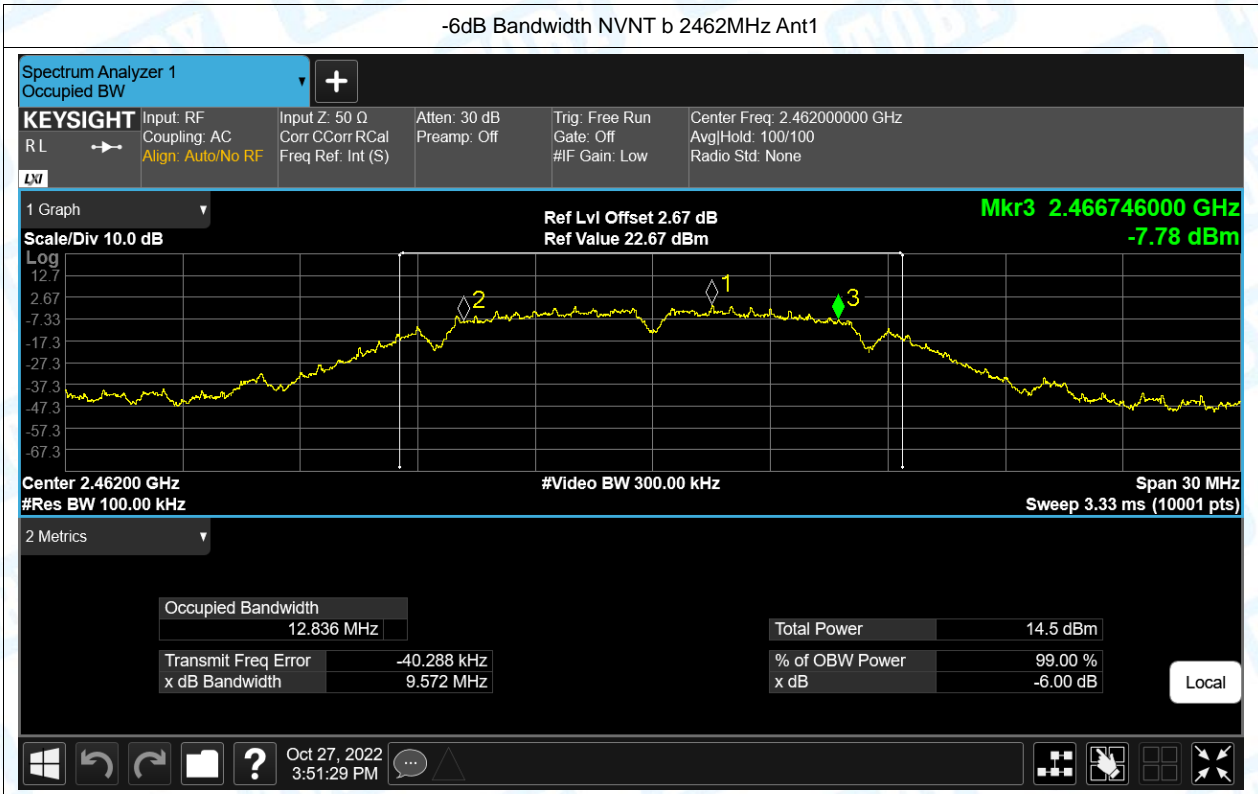 -6dB Bandwidth NVNT b 2462MHz Ant1
Spectrum Analyzer 1
Occupied BW
▼
+
KEYSIGHT
R L
LXI
Input: RF
Coupling: AC
Align: Auto/No RF
Input Z: 50 Ω
Corr CCorr RCal
Freq Ref: Int (S)
Atten: 30 dB
Preamp: Off
Trig: Free Run
Gate: Off
#IF Gain: Low
Center Freq: 2.462000000 GHz
Avg|Hold: 100/100
Radio Std: None
1 Graph ▼
Scale/Div 10.0 dB
Ref Lvl Offset 2.67 dB
Ref Value 22.67 dBm
Mkr3 2.466746000 GHz
-7.78 dBm
Log
12.7
2.67
-7.33
-17.3
-27.3
-37.3
-47.3
-57.3
-67.3
2
1
3
Center 2.46200 GHz
#Res BW 100.00 kHz
#Video BW 300.00 kHz
Span 30 MHz
Sweep 3.33 ms (10001 pts)
2 Metrics ▼
Occupied Bandwidth
12.836 MHz
Transmit Freq Error -40.288 kHz
x dB Bandwidth 9.572 MHz
Total Power 14.5 dBm
% of OBW Power 99.00 %
x dB -6.00 dB
Local
?
Oct 27, 2022
3:51:29 PM
TOBY